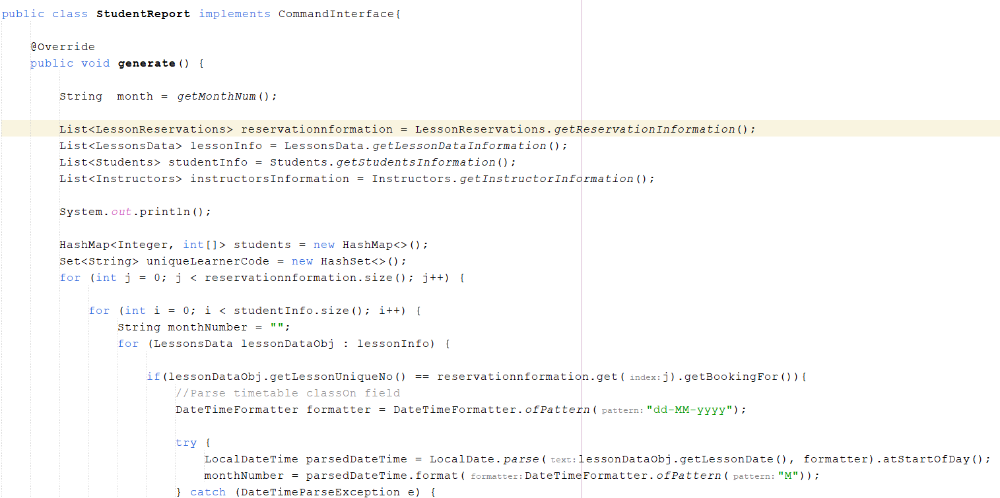 public class StudentReport implements CommandInterface{
@Override
public void generate() {
String  month = getMonthNum();
List<LessonReservations> reservationnformation = LessonReservations.getReservationInformation();
List<LessonsData> lessonInfo = LessonsData.getLessonDataInformation();
List<Students> studentInfo = Students.getStudentsInformation();
List<Instructors> instructorsInformation = Instructors.getInstructorInformation();
System.out.println();
HashMap<Integer, int[]> students = new HashMap<>();
Set<String> uniqueLearnerCode = new HashSet<>();
for (int j = 0; j < reservationnformation.size(); j++) {
for (int i = 0; i < studentInfo.size(); i++) {
String monthNumber = "";
for (LessonsData lessonDataObj : lessonInfo) {
if(lessonDataObj.getLessonUniqueNo() == reservationnformation.get( index: j).getBookingFor()){
//Parse timetable classOn field
DateTimeFormatter formatter = DateTimeFormatter.ofPattern( pattern: "dd-MM-yyyy");
try {
LocalDateTime parsedDateTime = LocalDate.parse( text: lessonDataObj.getLessonDate(), formatter).atStartOfDay();
monthNumber = parsedDateTime.format( formatter: DateTimeFormatter.ofPattern( pattern: "M"));
} catch (DateTimeParseException e) {